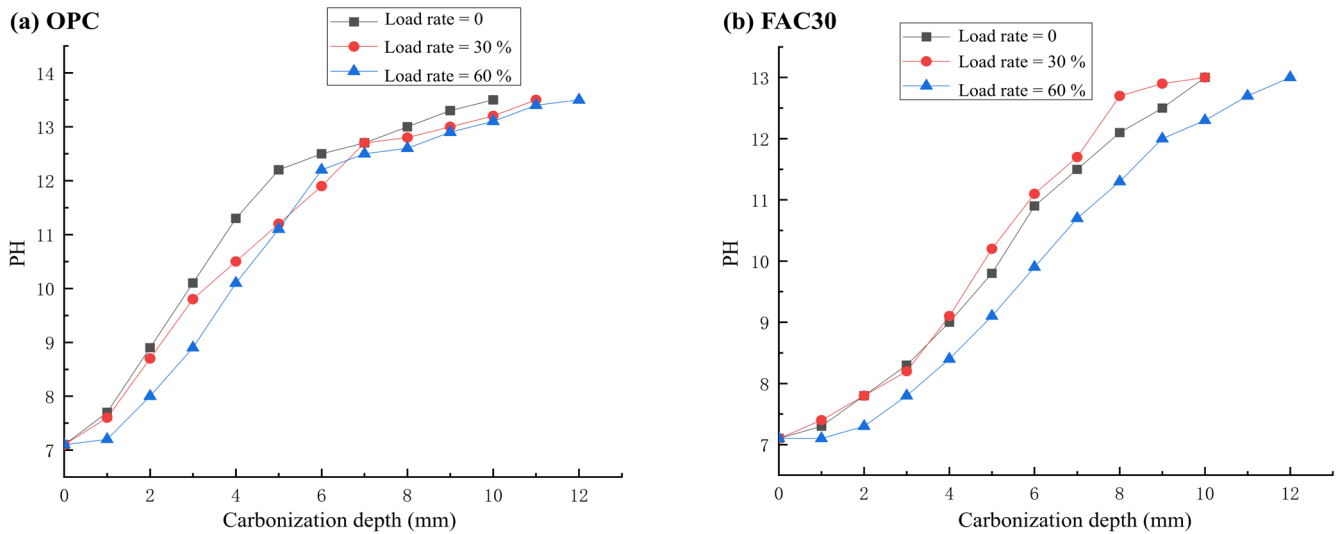 (a) OPC
Load rate = 0
Load rate = 30 %
Load rate = 60 %
14
13
12
11
10
9
8
7
PH
0 2 4 6 8 10 12
Carbonization depth (mm)
(b) FAC30
Load rate = 0
Load rate = 30 %
Load rate = 60 %
13
12
11
10
9
8
7
PH
0 2 4 6 8 10 12
Carbonization depth (mm)